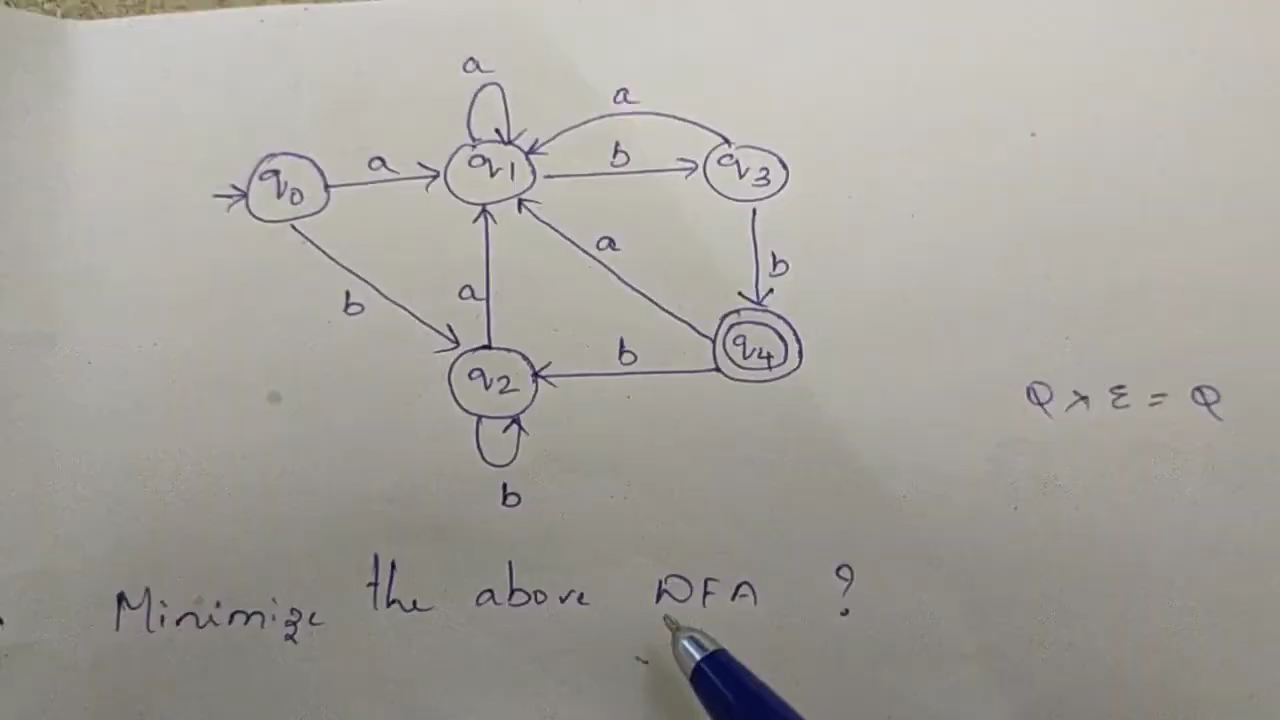 a
a
q0 a q1 b q3
a
b a b
b q4
q2
b
Q × Σ = Q
Minimize the above DFA ?